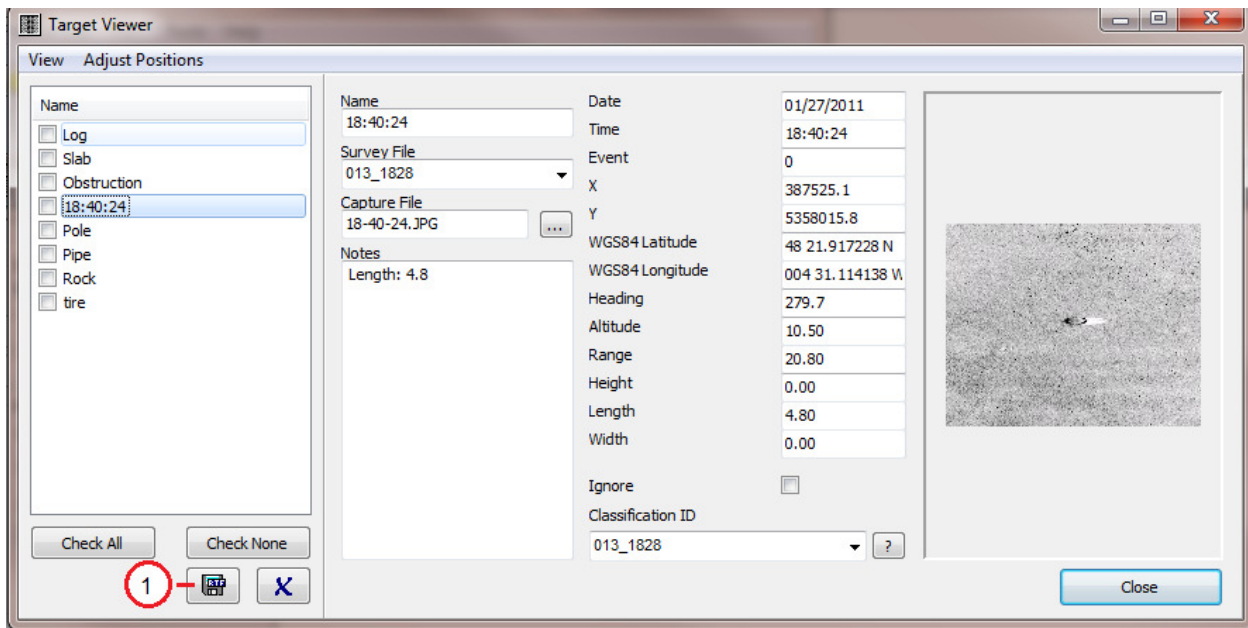 Target Viewer
View Adjust Positions
Name
Log
Slab
Obstruction
18:40:24
Pole
Pipe
Rock
tire
Check All Check None
1
RTF
X
Name
18:40:24
Survey File
013_1828
Capture File
18-40-24.JPG ...
Notes
Length: 4.8
Date 01/27/2011
Time 18:40:24
Event 0
X 387525.1
Y 5358015.8
WGS84 Latitude 48 21.917228 N
WGS84 Longitude 004 31.114138 W
Heading 279.7
Altitude 10.50
Range 20.80
Height 0.00
Length 4.80
Width 0.00
Ignore
Classification ID
013_1828 ?
Close